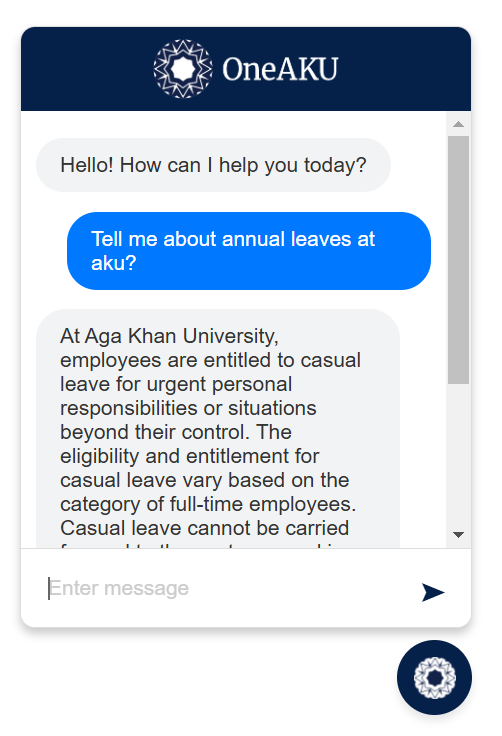 OneAKU
Hello! How can I help you today?
Tell me about annual leaves at
aku?
At Aga Khan University,
employees are entitled to casual
leave for urgent personal
responsibilities or situations
beyond their control. The
eligibility and entitlement for
casual leave vary based on the
category of full-time employees.
Casual leave cannot be carried
Enter message